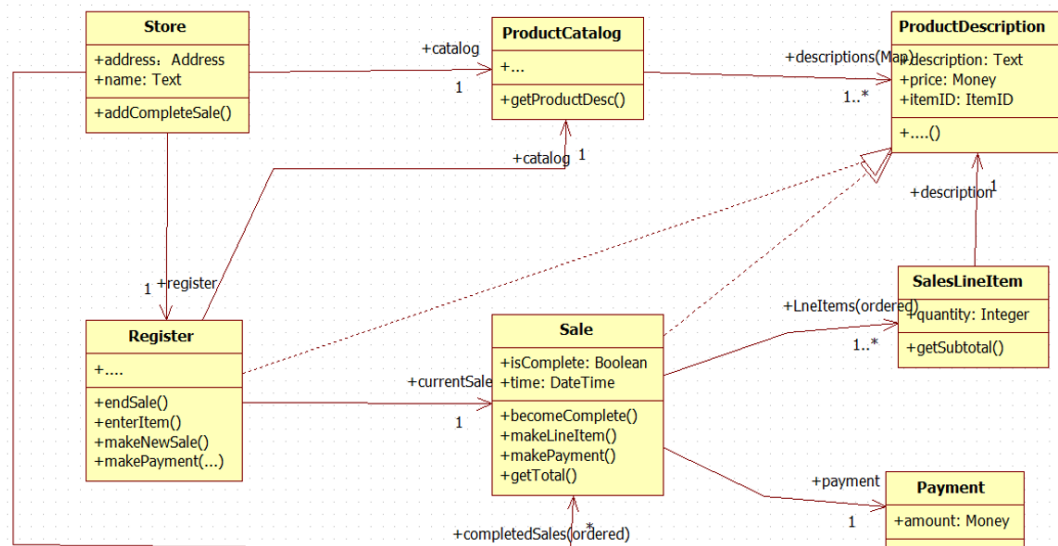 Store
+address: Address
+name: Text
+addCompleteSale()
+catalog
1
ProductCatalog
+...
+getProductDesc()
+descriptions(Map)
1..*
ProductDescription
+description: Text
+price: Money
+itemID: ItemID
+....()
+catalog
1
+description
1
+register
1
Register
+....
+endSale()
+enterItem()
+makeNewSale()
+makePayment(...)
+currentSale
1
Sale
+isComplete: Boolean
+time: DateTime
+becomeComplete()
+makeLineItem()
+makePayment()
+getTotal()
+LneItems(ordered)
1..*
SalesLineItem
+quantity: Integer
+getSubtotal()
+payment
1
Payment
+amount: Money
+completedSales(ordered)
*